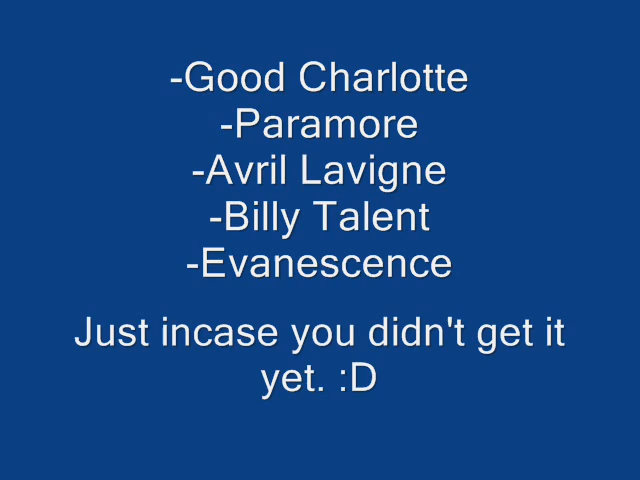 -Good Charlotte
-Paramore
-Avril Lavigne
-Billy Talent
-Evanescence
Just incase you didn't get it
yet. :D